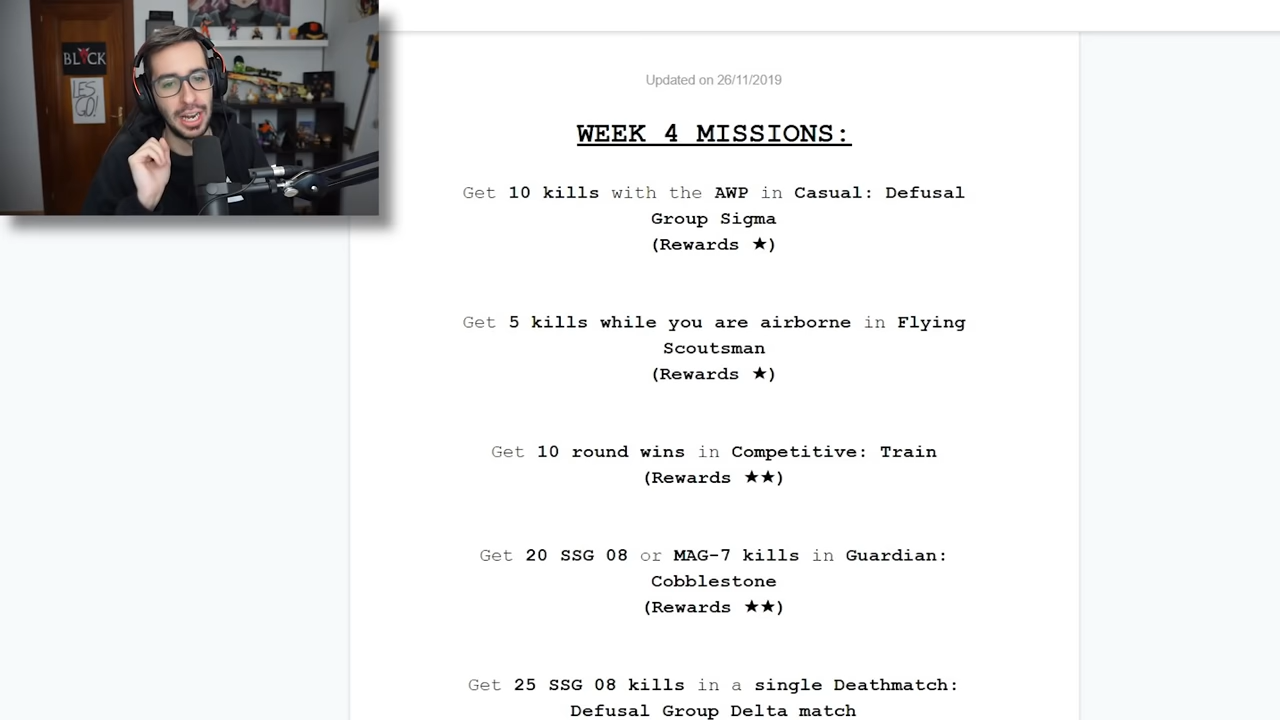 BLVCK
LES
GO!
Updated on 26/11/2019
WEEK 4 MISSIONS:
Get 10 kills with the AWP in Casual: Defusal
Group Sigma
(Rewards ★)
Get 5 kills while you are airborne in Flying
Scoutsman
(Rewards ★)
Get 10 round wins in Competitive: Train
(Rewards ★★)
Get 20 SSG 08 or MAG-7 kills in Guardian:
Cobblestone
(Rewards ★★)
Get 25 SSG 08 kills in a single Deathmatch:
Defusal Group Delta match